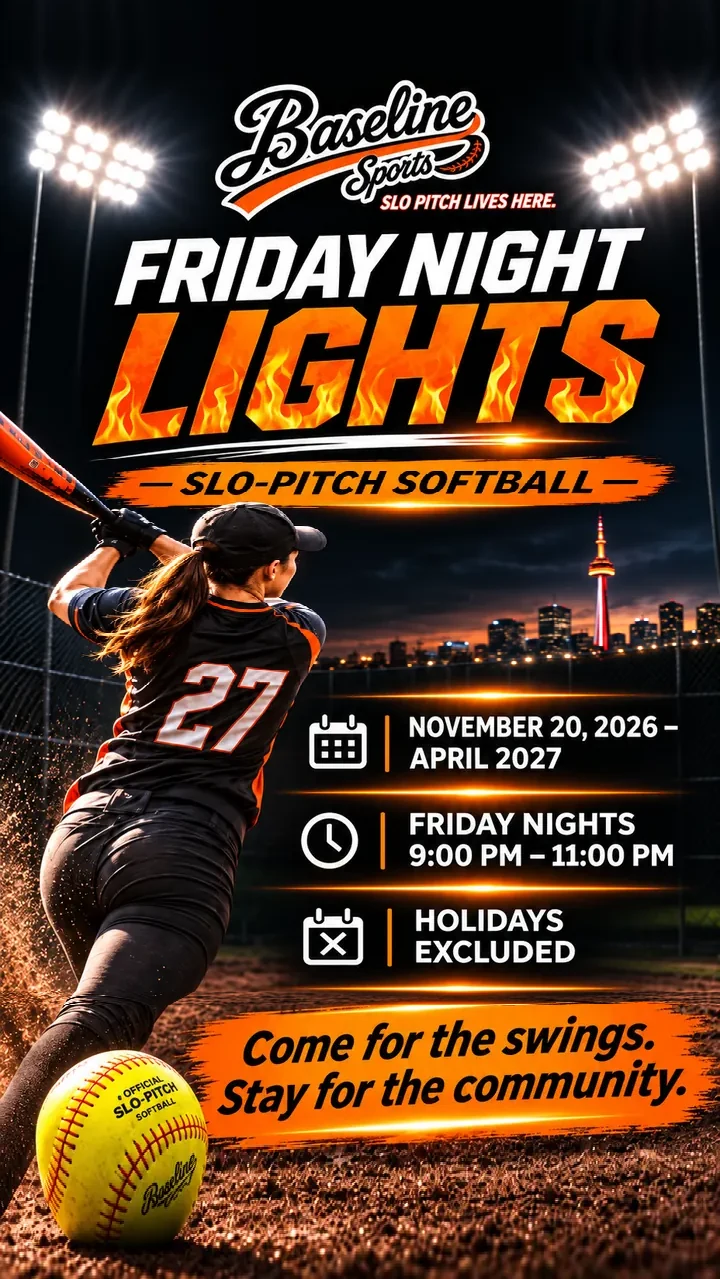 Baseline
Sports
SLO PITCH LIVES HERE.
FRIDAY NIGHT
LIGHTS
— SLO-PITCH SOFTBALL —
27
NOVEMBER 20, 2026 –
APRIL 2027
FRIDAY NIGHTS
9:00 PM – 11:00 PM
HOLIDAYS
EXCLUDED
Come for the swings.
Stay for the community.
OFFICIAL
SLO-PITCH
SOFTBALL
Baseline